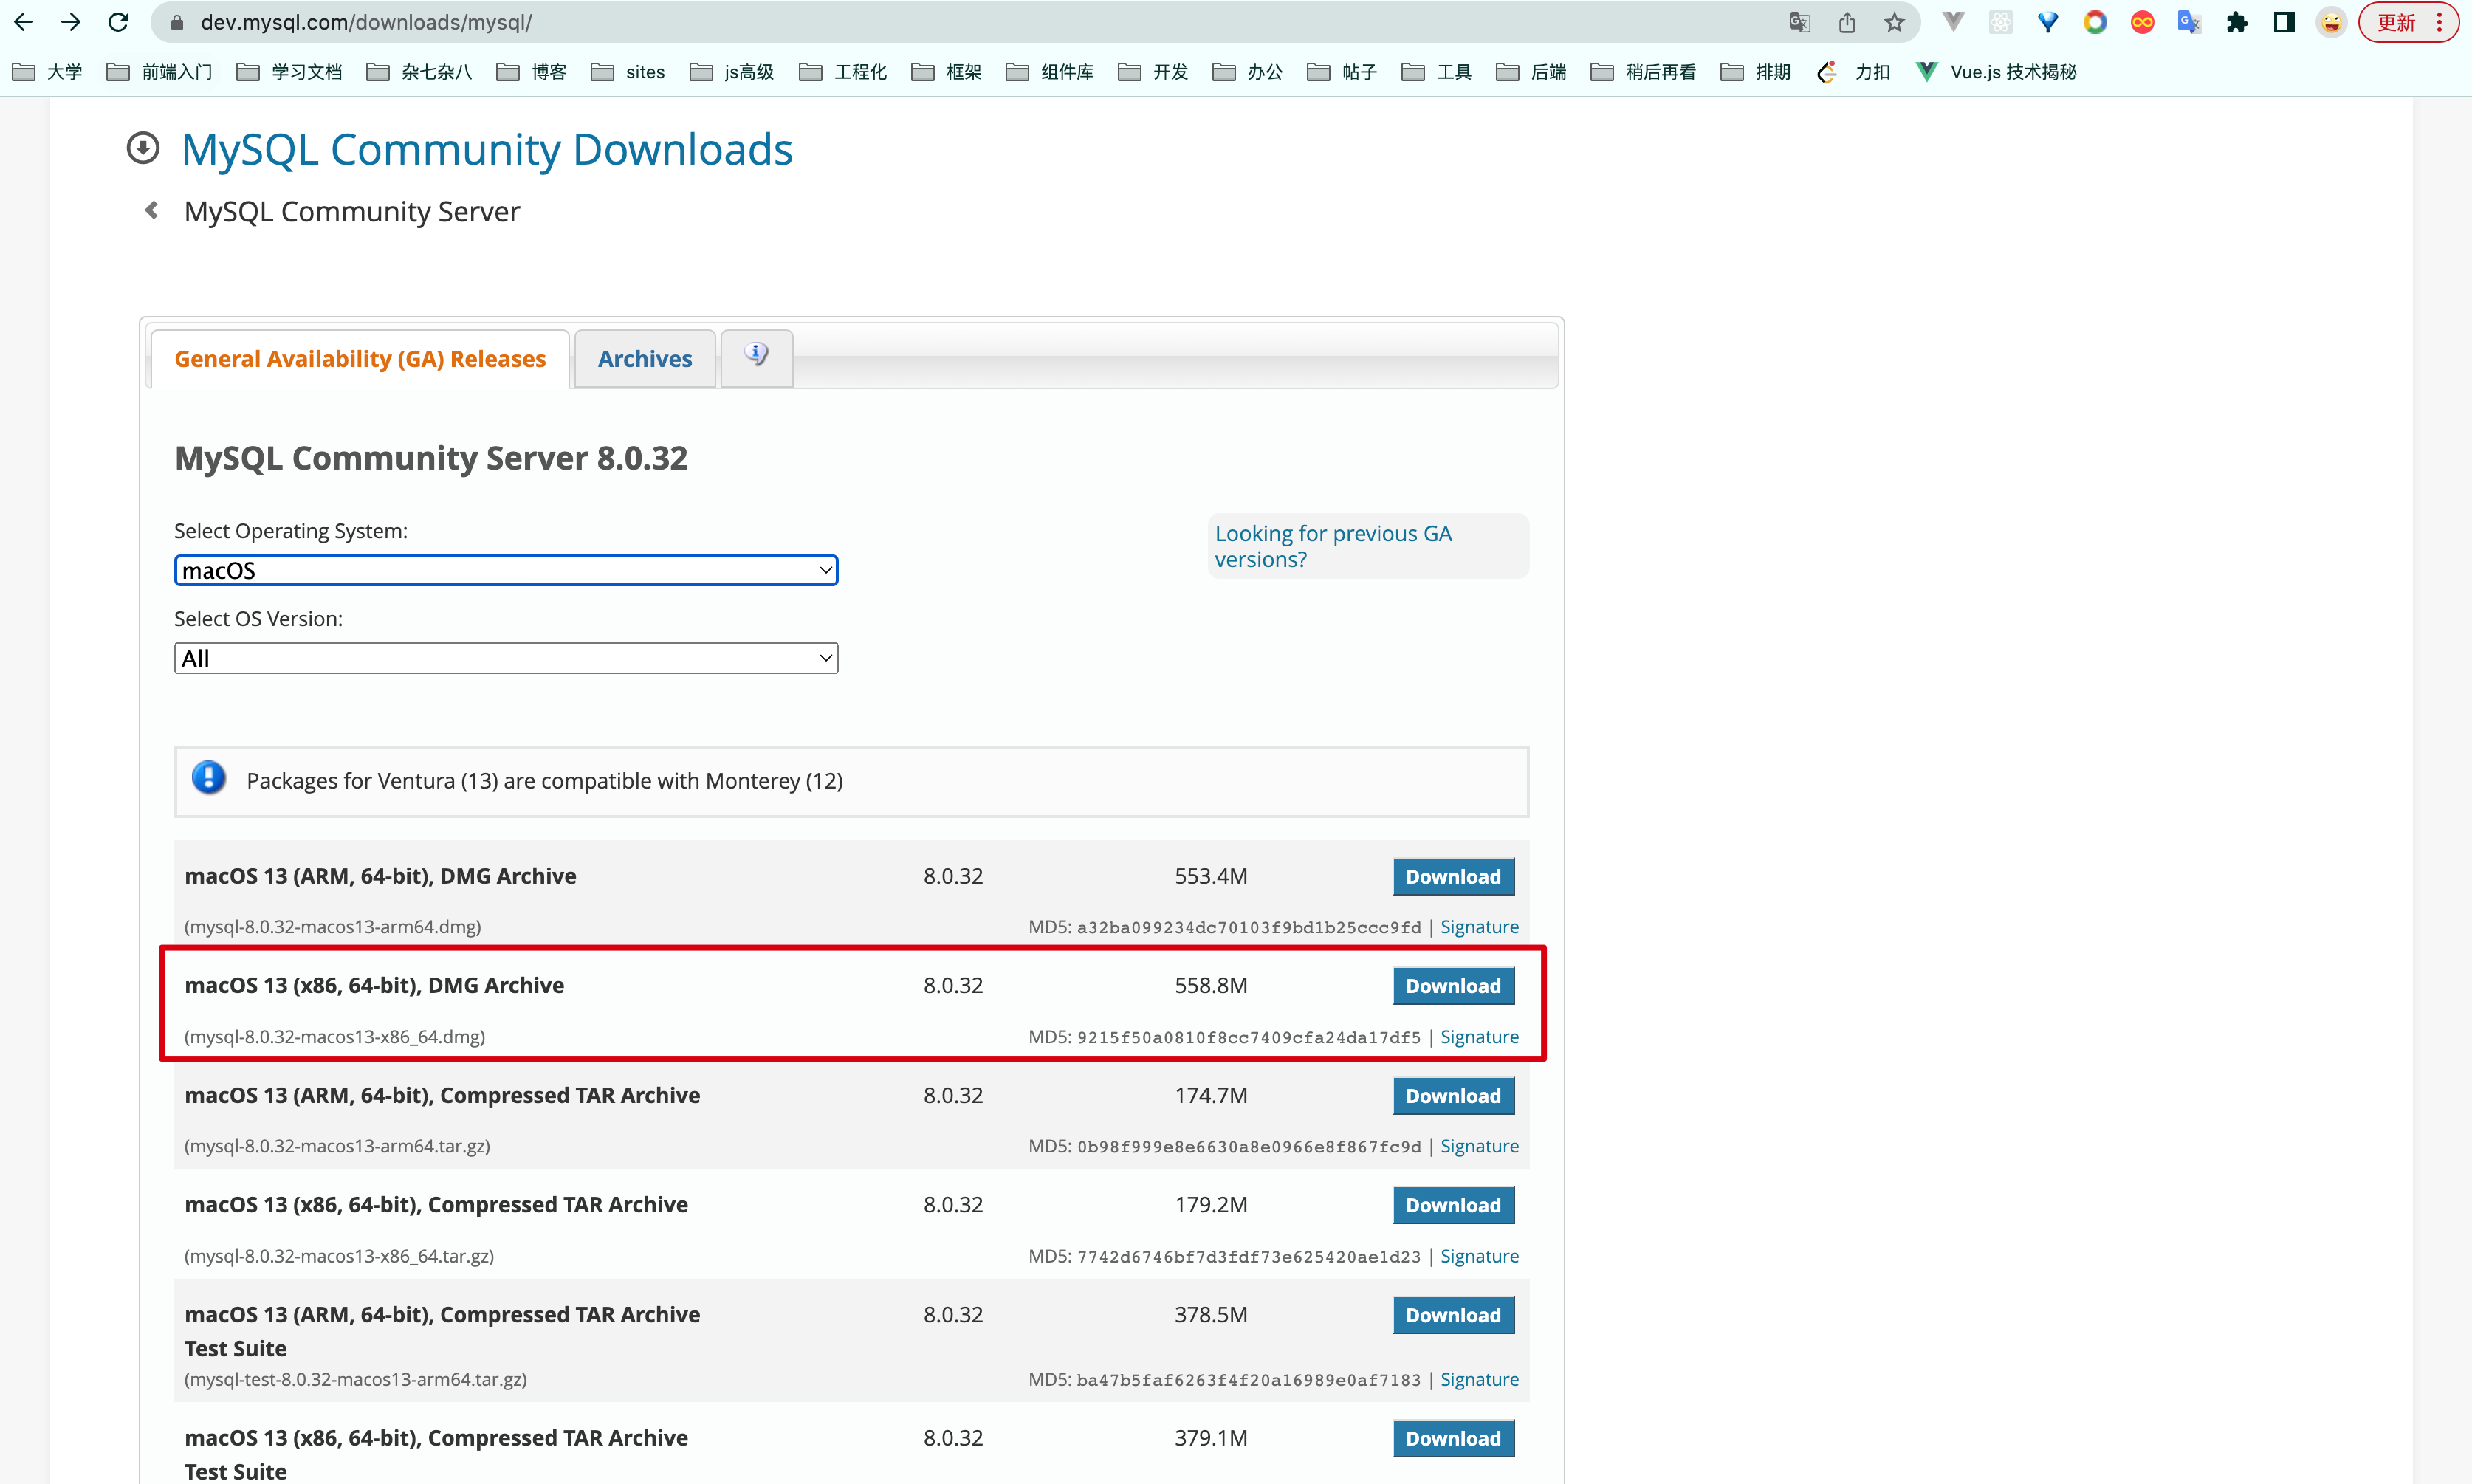 dev.mysql.com/downloads/mysql/
更新
大学 前端入门 学习文档 杂七杂八 博客 sites js高级 工程化 框架 组件库 开发 办公 帖子 工具 后端 稍后再看 排期 力扣 Vue.js 技术揭秘
MySQL Community Downloads
MySQL Community Server
General Availability (GA) Releases Archives
MySQL Community Server 8.0.32
Select Operating System:
macOS
Looking for previous GA
versions?
Select OS Version:
All
Packages for Ventura (13) are compatible with Monterey (12)
macOS 13 (ARM, 64-bit), DMG Archive 8.0.32 553.4M Download
(mysql-8.0.32-macos13-arm64.dmg) MD5: a32ba099234dc70103f9bd1b25ccc9fd | Signature
macOS 13 (x86, 64-bit), DMG Archive 8.0.32 558.8M Download
(mysql-8.0.32-macos13-x86_64.dmg) MD5: 9215f50a0810f8cc7409cfa24da17df5 | Signature
macOS 13 (ARM, 64-bit), Compressed TAR Archive 8.0.32 174.7M Download
(mysql-8.0.32-macos13-arm64.tar.gz) MD5: 0b98f999e8e6630a8e0966e8f867fc9d | Signature
macOS 13 (x86, 64-bit), Compressed TAR Archive 8.0.32 179.2M Download
(mysql-8.0.32-macos13-x86_64.tar.gz) MD5: 7742d6746bf7d3fdf73e625420ae1d23 | Signature
macOS 13 (ARM, 64-bit), Compressed TAR Archive 8.0.32 378.5M Download
Test Suite
(mysql-test-8.0.32-macos13-arm64.tar.gz) MD5: ba47b5faf6263f4f20a16989e0af7183 | Signature
macOS 13 (x86, 64-bit), Compressed TAR Archive 8.0.32 379.1M Download
Test Suite